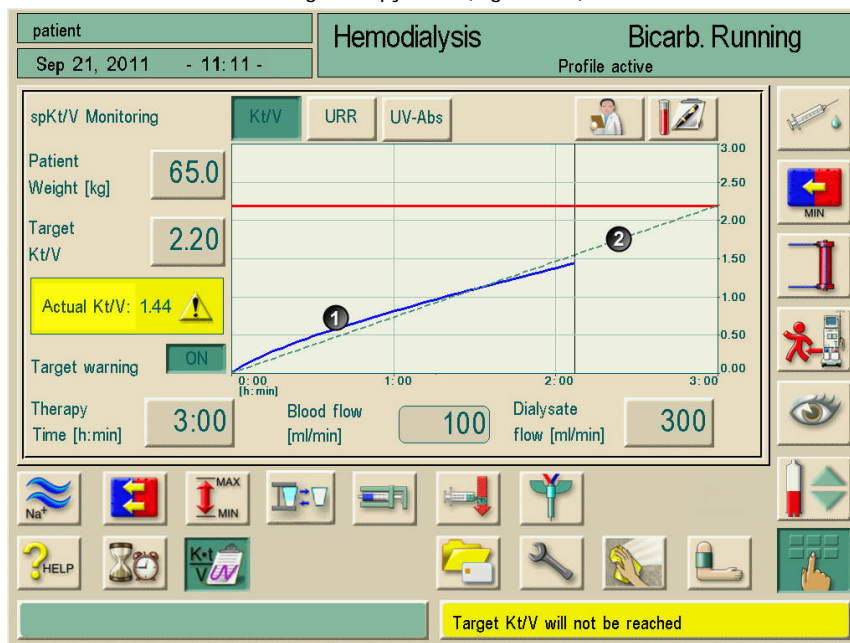 patient
Hemodialysis
Bicarb. Running
Sep 21, 2011 - 11:11 -
Profile active
spKt/V Monitoring
Kt/V
URR
UV-Abs
Patient
Weight [kg]
65.0
Target
Kt/V
2.20
Actual Kt/V: 1.44
Target warning
ON
3.00
2.50
2.00
1.50
1.00
0.50
0.00
1
2
0:00
1:00
2:00
3:00
[h:min]
Therapy
Time [h:min]
3:00
Blood flow
[ml/min]
100
Dialysate
flow [ml/min]
300
MIN
Na+
MAX
MIN
HELP
K•t
V
UV
Target Kt/V will not be reached